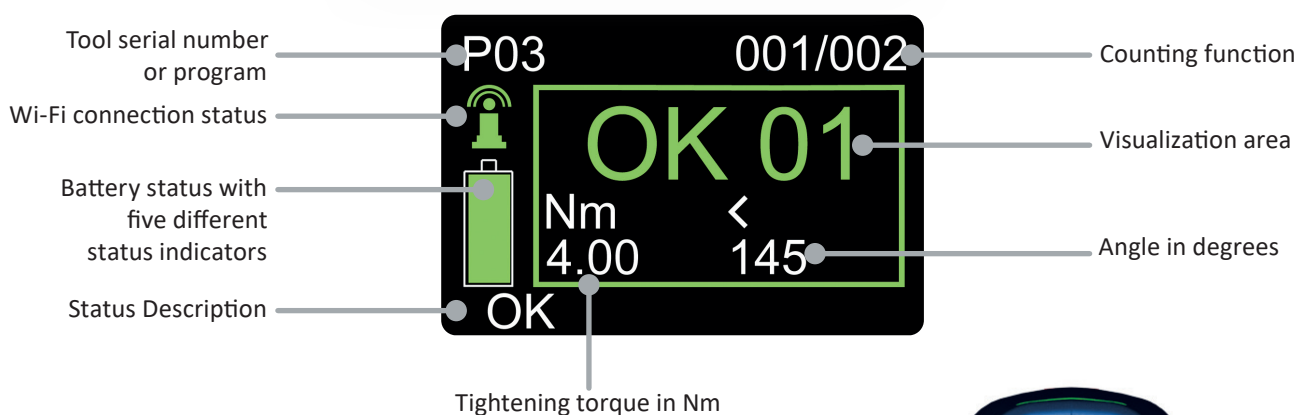 Tool serial number
or program
Wi-Fi connection status
Battery status with
five different
status indicators
Status Description
P03
001/002
OK 01
Nm <
4.00 145
OK
Counting function
Visualization area
Angle in degrees
Tightening torque in Nm